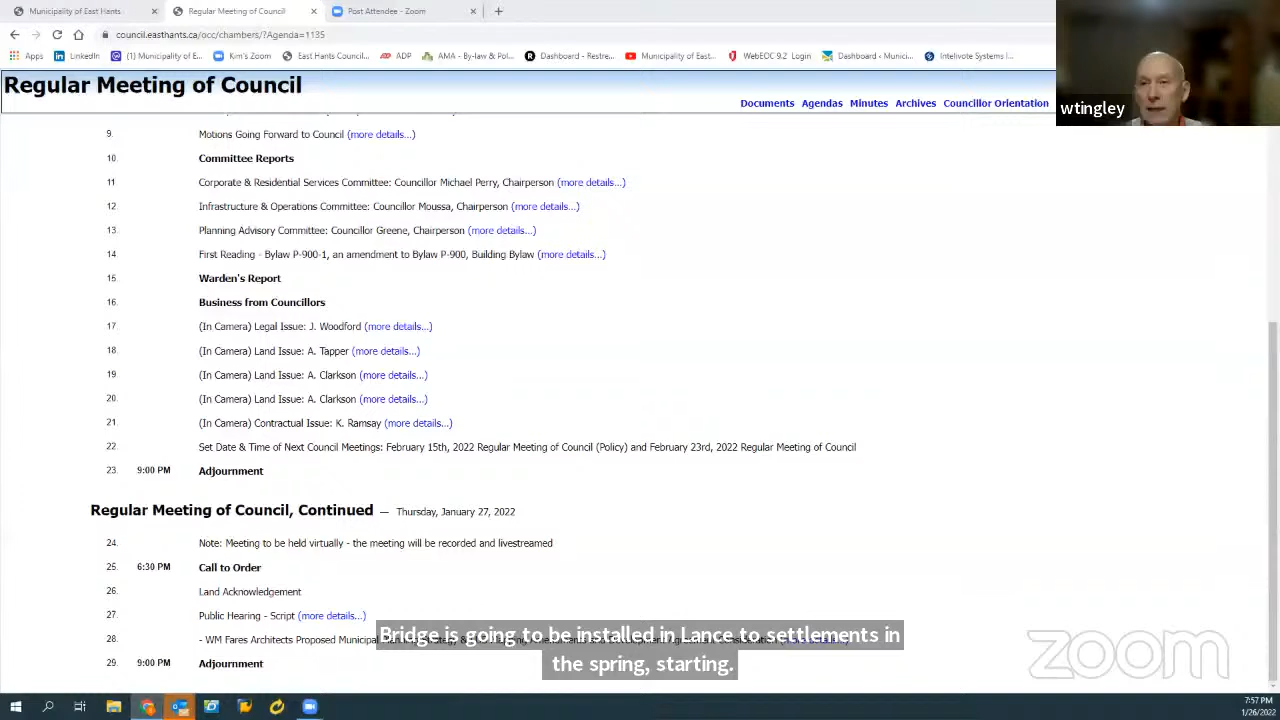 Municipality of East Hants
Regular Meeting of Council
Post Attendee - Zoom
council.easthants.ca/occ/chambers/?Agenda=1135
Apps LinkedIn (1) Municipality of E... Kim's Zoom East Hants Council... ADP AMA - By-law & Pol... Dashboard - Restre... Municipality of East... WebEOC 9.2 Login Dashboard - Munici... Intelivote Systems I...
wtingley
Regular Meeting of Council
Documents Agendas Minutes Archives Councillor Orientation
9. Motions Going Forward to Council (more details...)
10. Committee Reports
11 Corporate & Residential Services Committee: Councillor Michael Perry, Chairperson (more details...)
12. Infrastructure & Operations Committee: Councillor Moussa, Chairperson (more details...)
13. Planning Advisory Committee: Councillor Greene, Chairperson (more details...)
14 First Reading - Bylaw P-900-1, an amendment to Bylaw P-900, Building Bylaw (more details...)
15 Warden's Report
16. Business from Councillors
17. (In Camera) Legal Issue: J. Woodford (more details...)
18. (In Camera) Land Issue: A. Tapper (more details...)
19. (In Camera) Land Issue: A. Clarkson (more details...)
20. (In Camera) Land Issue: A. Clarkson (more details...)
21. (In Camera) Contractual Issue: K. Ramsay (more details...)
22. Set Date & Time of Next Council Meetings: February 15th, 2022 Regular Meeting of Council (Policy) and February 23rd, 2022 Regular Meeting of Council
23. 9:00 PM Adjournment
Regular Meeting of Council, Continued — Thursday, January 27, 2022
24. Note: Meeting to be held virtually - the meeting will be recorded and livestreamed
25. 6:30 PM Call to Order
26. Land Acknowledgement
27. Public Hearing - Script (more details...)
28. - WM Fares Architects Proposed Municipal
29. 9:00 PM Adjournment
Bridge is going to be installed in Lance to settlements in
the spring, starting.
zoom
7:57 PM
1/26/2022